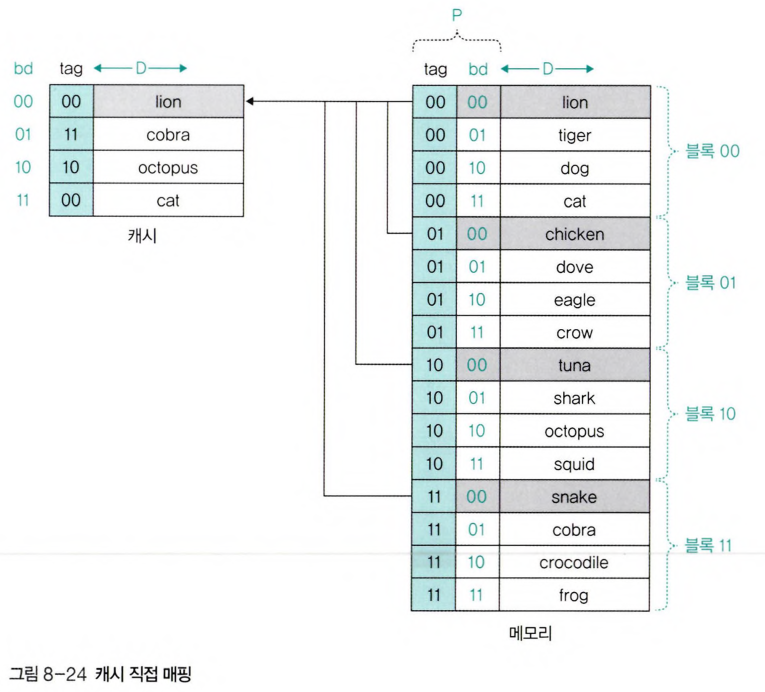 P
bd tag D
00 00 lion
01 11 cobra
10 10 octopus
11 00 cat
캐시
tag bd D
00 00 lion
00 01 tiger
00 10 dog
00 11 cat
블록 00
01 00 chicken
01 01 dove
01 10 eagle
01 11 crow
블록 01
10 00 tuna
10 01 shark
10 10 octopus
10 11 squid
블록 10
11 00 snake
11 01 cobra
11 10 crocodile
11 11 frog
블록 11
메모리
그림 8-24 캐시 직접 매핑